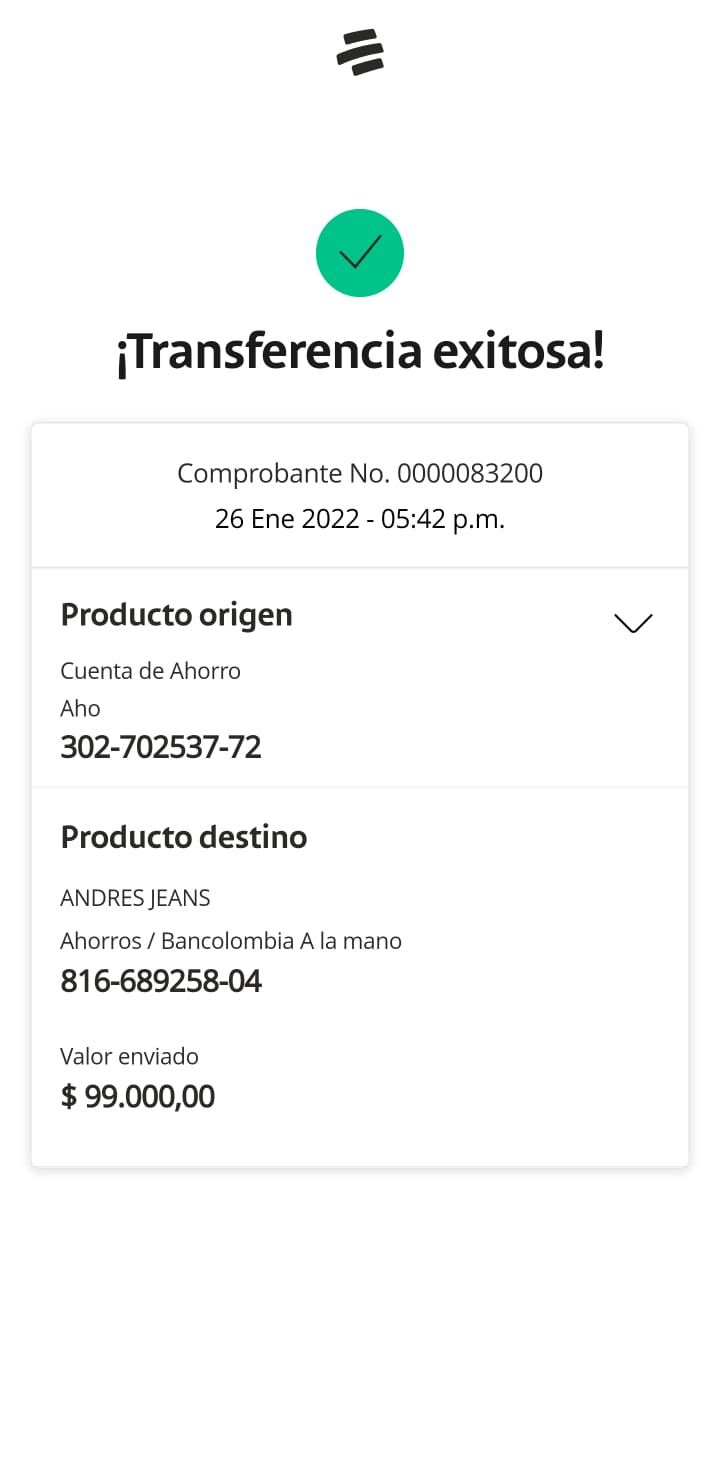 ¡Transferencia exitosa!
Comprobante No. 0000083200
26 Ene 2022 - 05:42 p.m.
Producto origen
Cuenta de Ahorro
Aho
302-702537-72
Producto destino
ANDRES JEANS
Ahorros / Bancolombia A la mano
816-689258-04
Valor enviado
$ 99.000,00